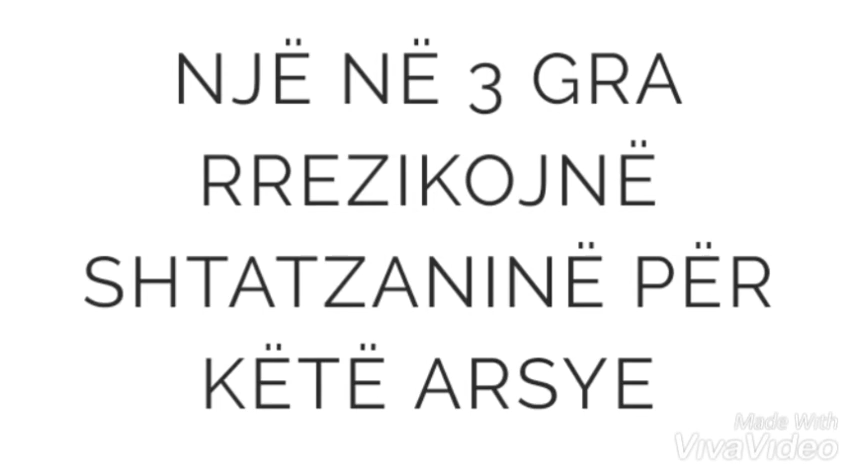 NJË NË 3 GRA
RREZIKOJNË
SHTATZANINË PËR
KËTË ARSYE
Made With
VivaVideo